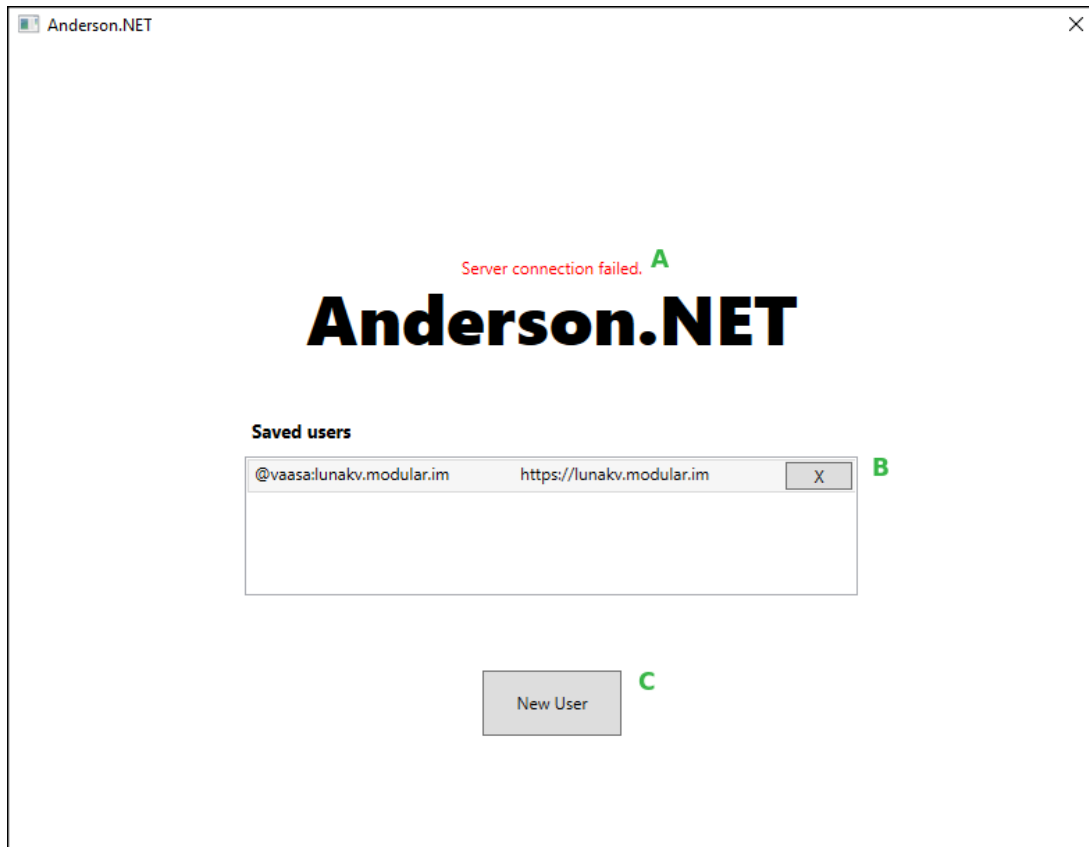 Anderson.NET
Server connection failed. A
Anderson.NET
Saved users
@vaasa:lunakv.modular.im https://lunakv.modular.im X B
New User C